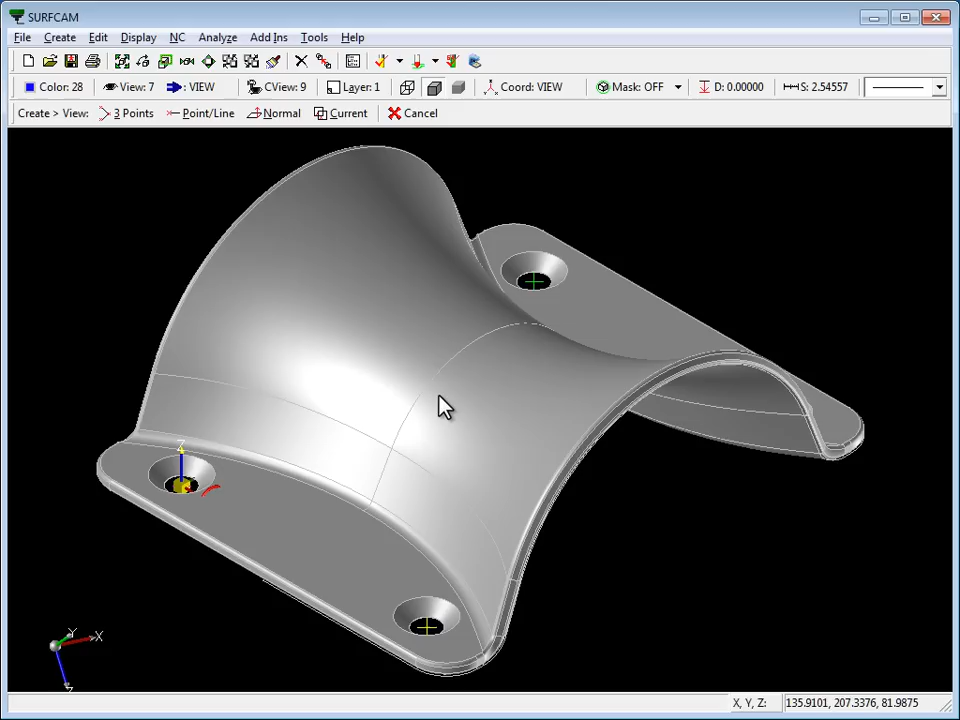 SURFCAM
File Create Edit Display NC Analyze Add Ins Tools Help
Color: 28 View: 7 : VIEW CView: 9 Layer: 1 Coord: VIEW Mask: OFF D: 0.00000 S: 2.54557
Create > View: 3 Points Point/Line Normal Current Cancel
Z
Y
X
Z
X, Y, Z: 135.9101, 207.3376, 81.9875